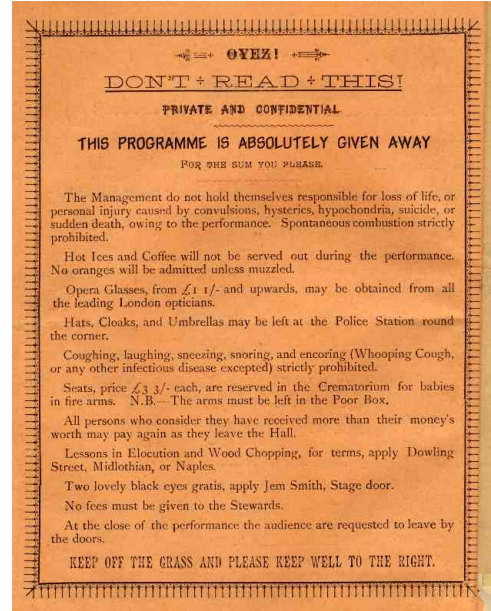 OYEZ!
DON'T ÷ READ ÷ THIS!
PRIVATE AND CONFIDENTIAL
THIS PROGRAMME IS ABSOLUTELY GIVEN AWAY
FOR THE SUM YOU PLEASE.
The Management do not hold themselves responsible for loss of life, or
personal injury caused by convulsions, hysterics, hypochondria, suicide, or
sudden death, owing to the performance. Spontaneous combustion strictly
prohibited.
Hot Ices and Coffee will not be served out during the performance.
No oranges will be admitted unless muzzled.
Opera Glasses, from £1 1/- and upwards, may be obtained from all
the leading London opticians.
Hats, Cloaks, and Umbrellas may be left at the Police Station round
the corner.
Coughing, laughing, sneezing, snoring, and encoring (Whooping Cough,
or any other infectious disease excepted) strictly prohibited.
Seats, price £3 3/- each, are reserved in the Crematorium for babies
in fire arms. N.B.—The arms must be left in the Poor Box.
All persons who consider they have received more than their money's
worth may pay again as they leave the Hall.
Lessons in Elocution and Wood Chopping, for terms, apply Dowling
Street, Midlothian, or Naples.
Two lovely black eyes gratis, apply Jem Smith, Stage door.
No fees must be given to the Stewards.
At the close of the performance the audience are requested to leave by
the doors.
KEEP OFF THE GRASS AND PLEASE KEEP WELL TO THE RIGHT.